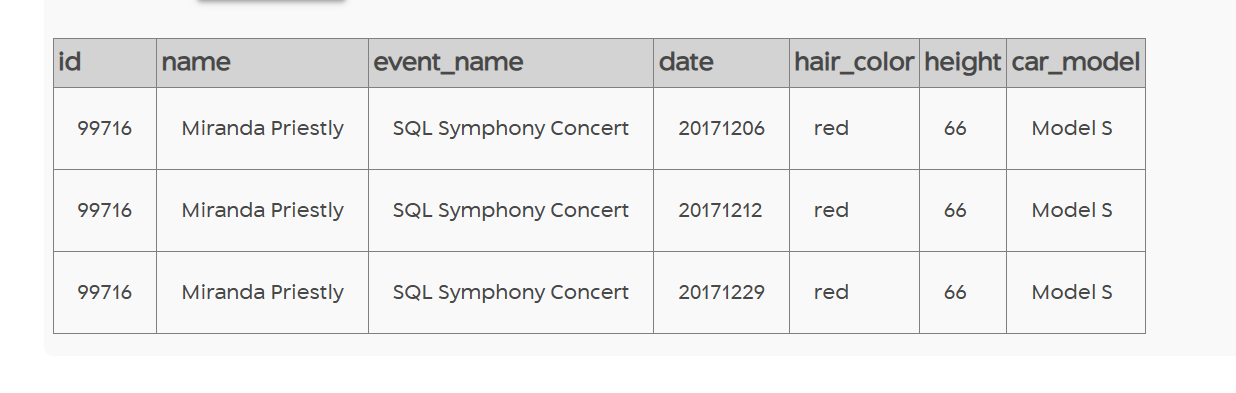 id name event_name date hair_color height car_model
99716 Miranda Priestly SQL Symphony Concert 20171206 red 66 Model S
99716 Miranda Priestly SQL Symphony Concert 20171212 red 66 Model S
99716 Miranda Priestly SQL Symphony Concert 20171229 red 66 Model S